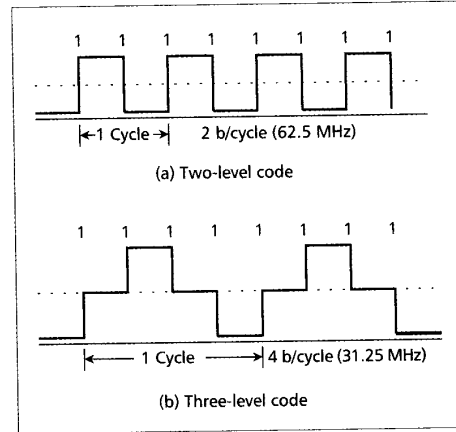 1 1 1 1 1 1 1 1
1 Cycle 2 b/cycle (62.5 MHz)
(a) Two-level code
1 1 1 1 1 1 1 1
1 Cycle 4 b/cycle (31.25 MHz)
(b) Three-level code